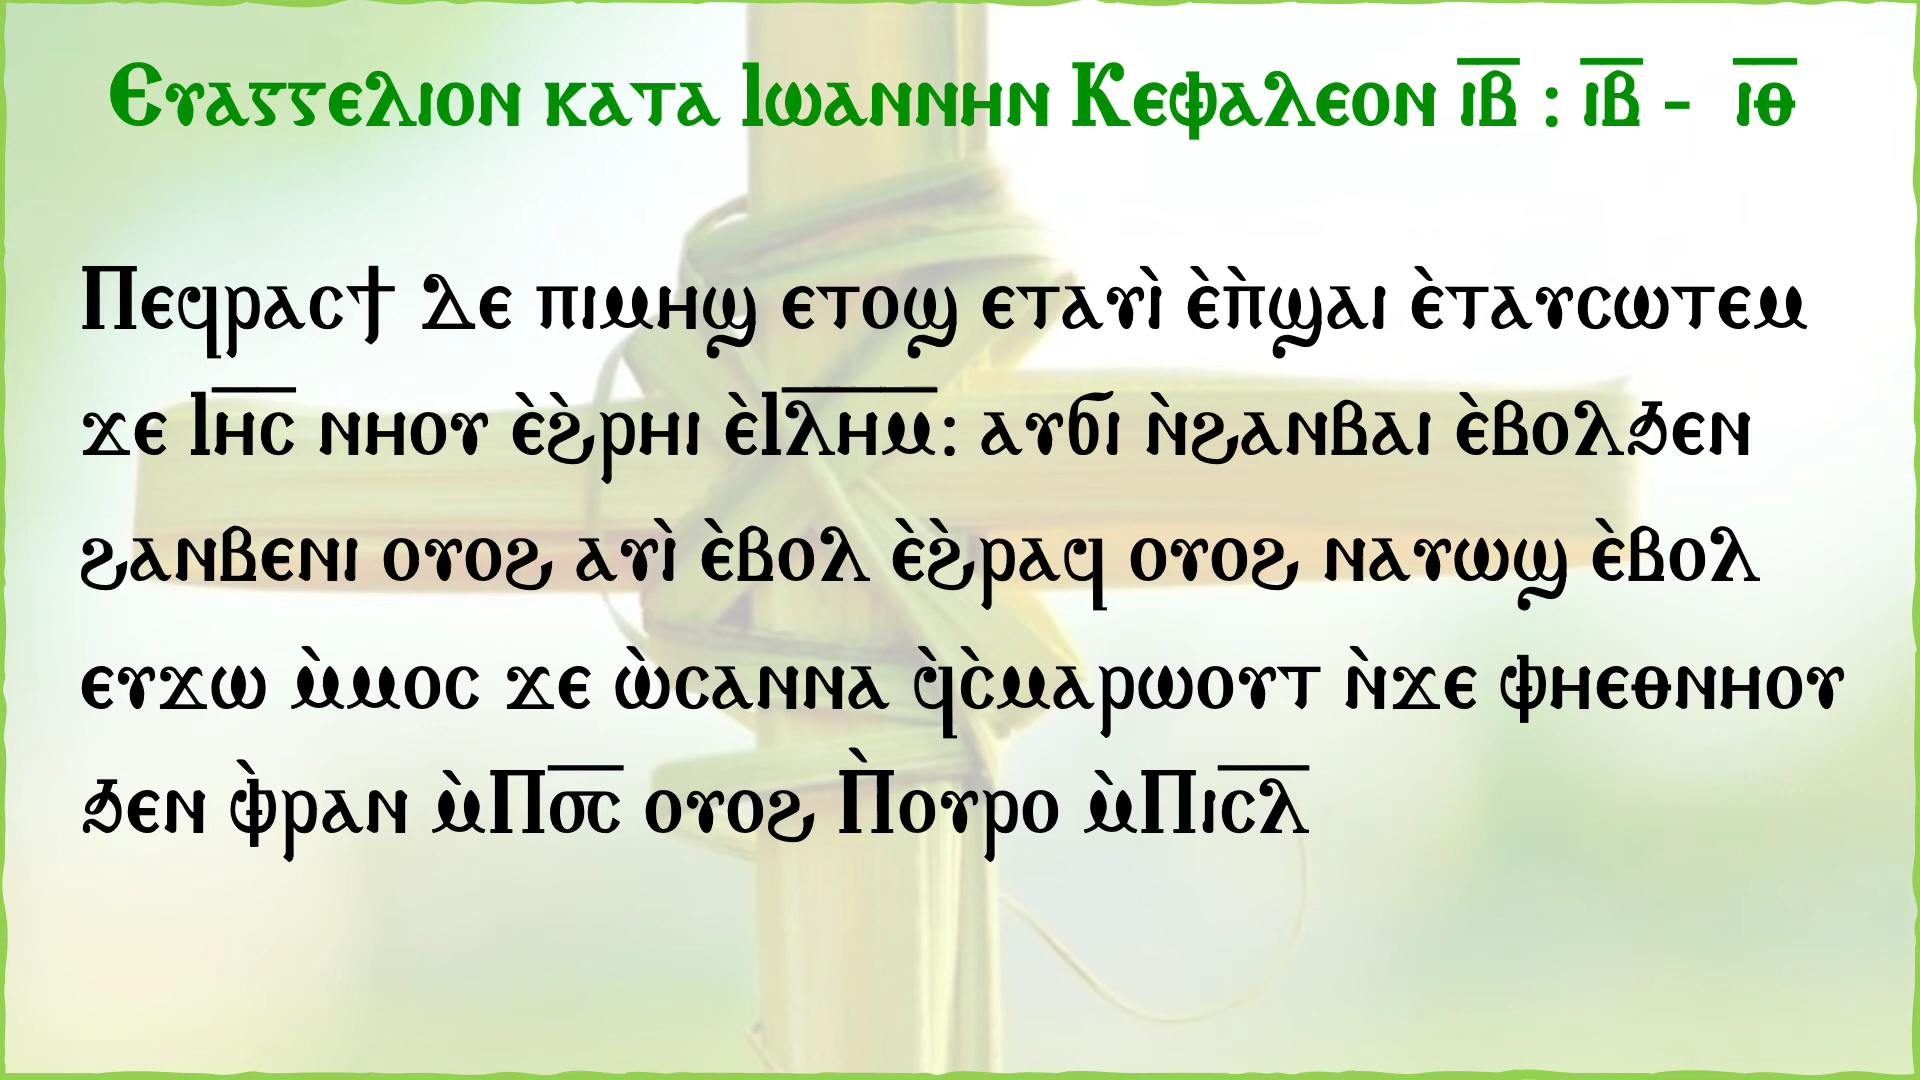 Ⲉⲩⲁⲅⲅⲉⲗⲓⲟⲛ ⲕⲁⲧⲁ Ⲓⲱⲁⲛⲛⲏⲛ Ⲕⲉⲫⲁⲗⲉⲟⲛ ⲓ̅ⲃ̅ : ⲓ̅ⲃ̅ - ⲓ̅ⲑ̅
Ⲡⲉϥⲣⲁⲥϯ ⲇⲉ ⲡⲓⲙⲏϣ ⲉⲧⲟϣ ⲉⲧⲁⲩⲓ̀ ⲉ̀ⲡ̀ϣⲁⲓ ⲉ̀ⲧⲁⲩⲥⲱⲧⲉⲙ
ϫⲉ Ⲓⲏ̅ⲥ̅ ⲛⲏⲟⲩ ⲉ̀ϩ̀ⲣⲏⲓ ⲉ̀Ⲓⲗ̅ⲏ̅ⲙ̅: ⲁⲩϭⲓ ⲛ̀ϩⲁⲛⲃⲁⲓ ⲉ̀ⲃⲟⲗϧⲉⲛ
ϩⲁⲛⲃⲉⲛⲓ ⲟⲩⲟϩ ⲁⲩⲓ̀ ⲉ̀ⲃⲟⲗ ⲉ̀ϩ̀ⲣⲁϥ ⲟⲩⲟϩ ⲛⲁⲩⲱϣ ⲉ̀ⲃⲟⲗ
ⲉⲩϫⲱ ⲙ̀ⲙⲟⲥ ϫⲉ ⲱ̀ⲥⲁⲛⲛⲁ ϥ̀ⲥ̀ⲙⲁⲣⲱⲟⲩⲧ ⲛ̀ϫⲉ ⲫⲏⲉⲑⲛⲏⲟⲩ
ϧⲉⲛ ⲫ̀ⲣⲁⲛ ⲙ̀Ⲡⲟ̅ⲥ̅ ⲟⲩⲟϩ Ⲡ̀ⲟⲩⲣⲟ ⲙ̀Ⲡⲓⲥ̅ⲗ̅